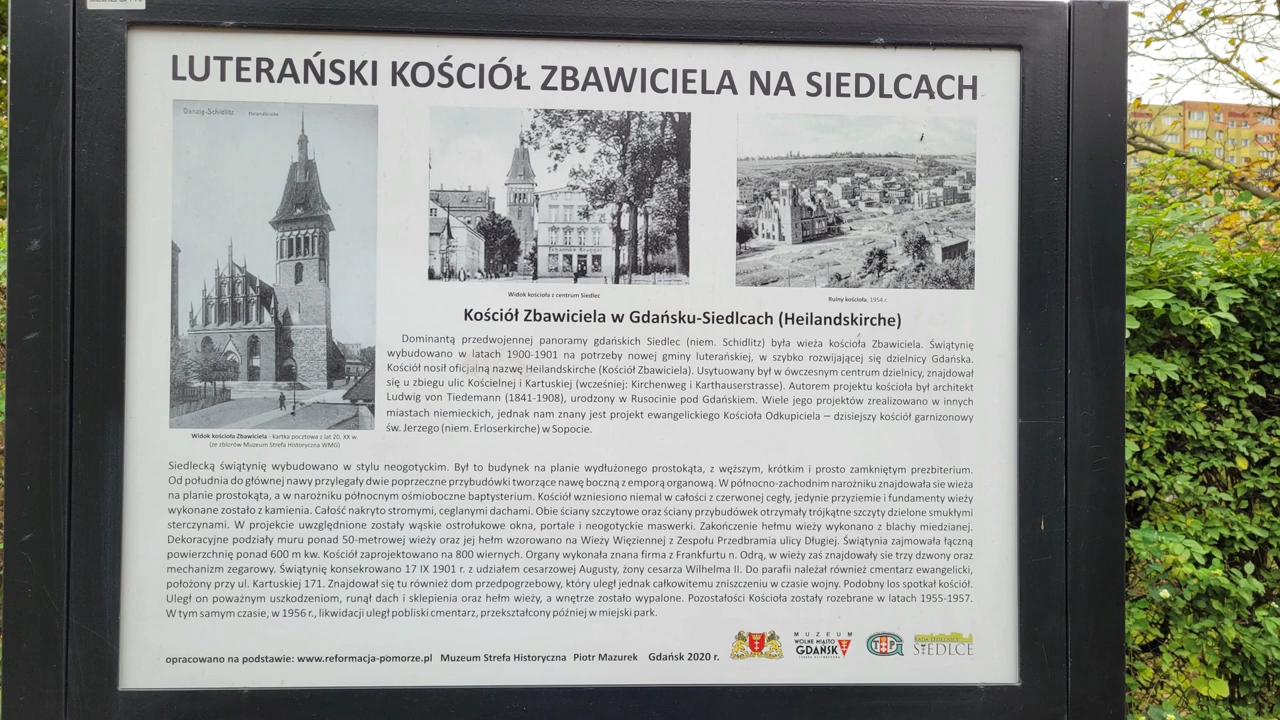 LUTERAŃSKI KOŚCIÓŁ ZBAWICIELA NA SIEDLCACH
Danzig-Schidlitz Heilandkirche
Widok kościoła Zbawiciela - kartka pocztowa z lat 20. XX w.
(ze zbiorów Muzeum Strefa Historyczna WMG)
Widok kościoła z centrum Siedlec
Ruiny kościoła, 1954 r.
Kościół Zbawiciela w Gdańsku-Siedlcach (Heilandskirche)
Dominantą przedwojennej panoramy gdańskich Siedlec (niem. Schidlitz) była wieża kościoła Zbawiciela. Świątynię
wybudowano w latach 1900-1901 na potrzeby nowej gminy luterańskiej, w szybko rozwijającej się dzielnicy Gdańska.
Kościół nosił oficjalną nazwę Heilandskirche (Kościół Zbawiciela). Usytuowany był w ówczesnym centrum dzielnicy, znajdował
się u zbiegu ulic Kościelnej i Kartuskiej (wcześniej: Kirchenweg i Karthauserstrasse). Autorem projektu kościoła był architekt
Ludwig von Tiedemann (1841-1908), urodzony w Rusocinie pod Gdańskiem. Wiele jego projektów zrealizowano w innych
miastach niemieckich, jednak nam znany jest projekt ewangelickiego Kościoła Odkupiciela – dzisiejszy kościół garnizonowy
św. Jerzego (niem. Erloserkirche) w Sopocie.
Siedlecką świątynię wybudowano w stylu neogotyckim. Był to budynek na planie wydłużonego prostokąta, z węższym, krótkim i prosto zamkniętym prezbiterium.
Od południa do głównej nawy przylegały dwie poprzeczne przybudówki tworzące nawę boczną z emporą organową. W północno-zachodnim narożniku znajdowała sie wieża
na planie prostokąta, a w narożniku północnym ośmioboczne baptysterium. Kościół wzniesiono niemal w całości z czerwonej cegły, jedynie przyziemie i fundamenty wieży
wykonane zostało z kamienia. Całość nakryto stromymi, ceglanymi dachami. Obie ściany szczytowe oraz ściany przybudówek otrzymały trójkątne szczyty dzielone smukłymi
sterczynami. W projekcie uwzględnione zostały wąskie ostrołukowe okna, portale i neogotyckie maswerki. Zakończenie hełmu wieży wykonano z blachy miedzianej.
Dekoracyjne podziały muru ponad 50-metrowej wieży oraz jej hełm wzorowano na Wieży Więziennej z Zespołu Przedbramia ulicy Długiej. Świątynia zajmowała łączną
powierzchnię ponad 600 m kw. Kościół zaprojektowano na 800 wiernych. Organy wykonała znana firma z Frankfurtu n. Odrą, w wieży zaś znajdowały sie trzy dzwony oraz
mechanizm zegarowy. Świątynię konsekrowano 17 IX 1901 r. z udziałem cesarzowej Augusty, żony cesarza Wilhelma II. Do parafii należał również cmentarz ewangelicki,
położony przy ul. Kartuskiej 171. Znajdował się tu również dom przedpogrzebowy, który uległ jednak całkowitemu zniszczeniu w czasie wojny. Podobny los spotkał kościół.
Uległ on poważnym uszkodzeniom, runął dach i sklepienia oraz hełm wieży, a wnętrze zostało wypalone. Pozostałości Kościoła zostały rozebrane w latach 1955-1957.
W tym samym czasie, w 1956 r., likwidacji uległ pobliski cmentarz, przekształcony później w miejski park.
opracowano na podstawie: www.reformacja-pomorze.pl Muzeum Strefa Historyczna Piotr Mazurek Gdańsk 2020 r.
MUZEUM
WOLNE MIASTO
GDAŃSK
RADA DZIELNICY
SIEDLCE